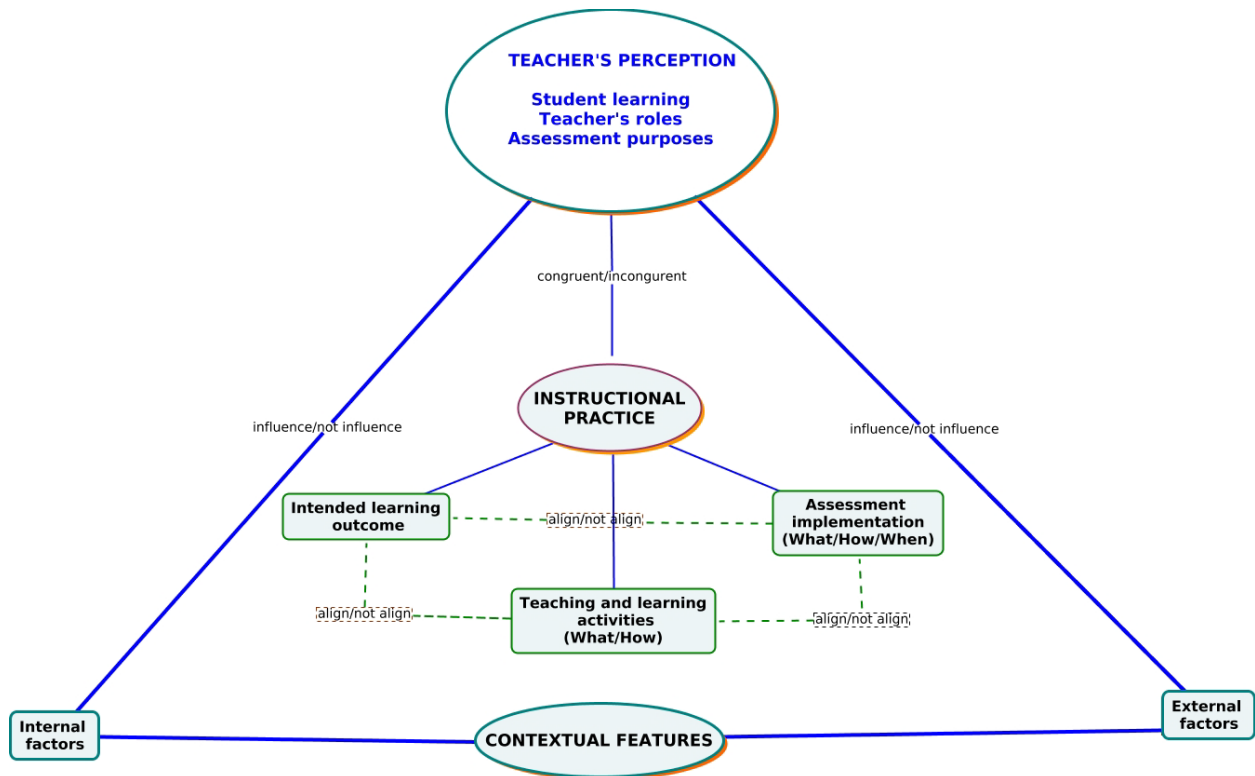 TEACHER'S PERCEPTION
Student learning
Teacher's roles
Assessment purposes
congruent/incongurent
INSTRUCTIONAL
PRACTICE
influence/not influence
influence/not influence
Intended learning
outcome
align/not align
Assessment
implementation
(What/How/When)
align/not align
Teaching and learning
activities
(What/How)
align/not align
Internal
factors
CONTEXTUAL FEATURES
External
factors